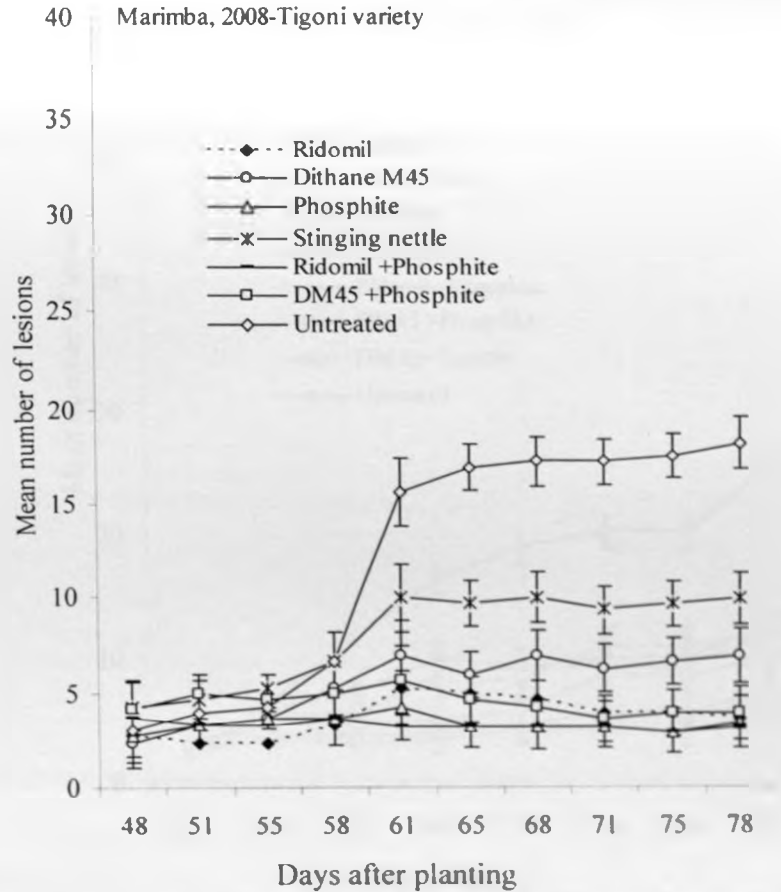 Marimba, 2008-Tigoni variety
40
35
30
25
20
15
10
5
0
Mean number of lesions
Ridomil
Dithane M45
Phosphite
Stinging nettle
Ridomil +Phosphite
DM45 +Phosphite
Untreated
48 51 55 58 61 65 68 71 75 78
Days after planting